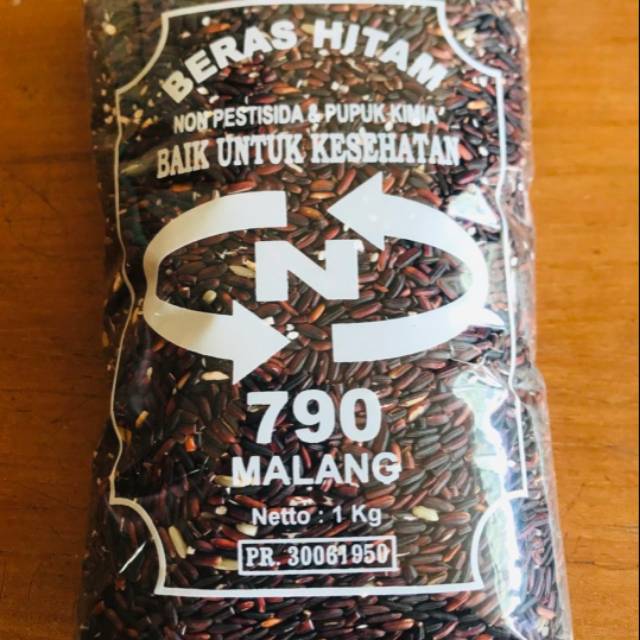 BERAS HITAM
NON PESTISIDA & PUPUK KIMIA
BAIK UNTUK KESEHATAN
N
790
MALANG
Netto : 1 Kg
PR. 30061950